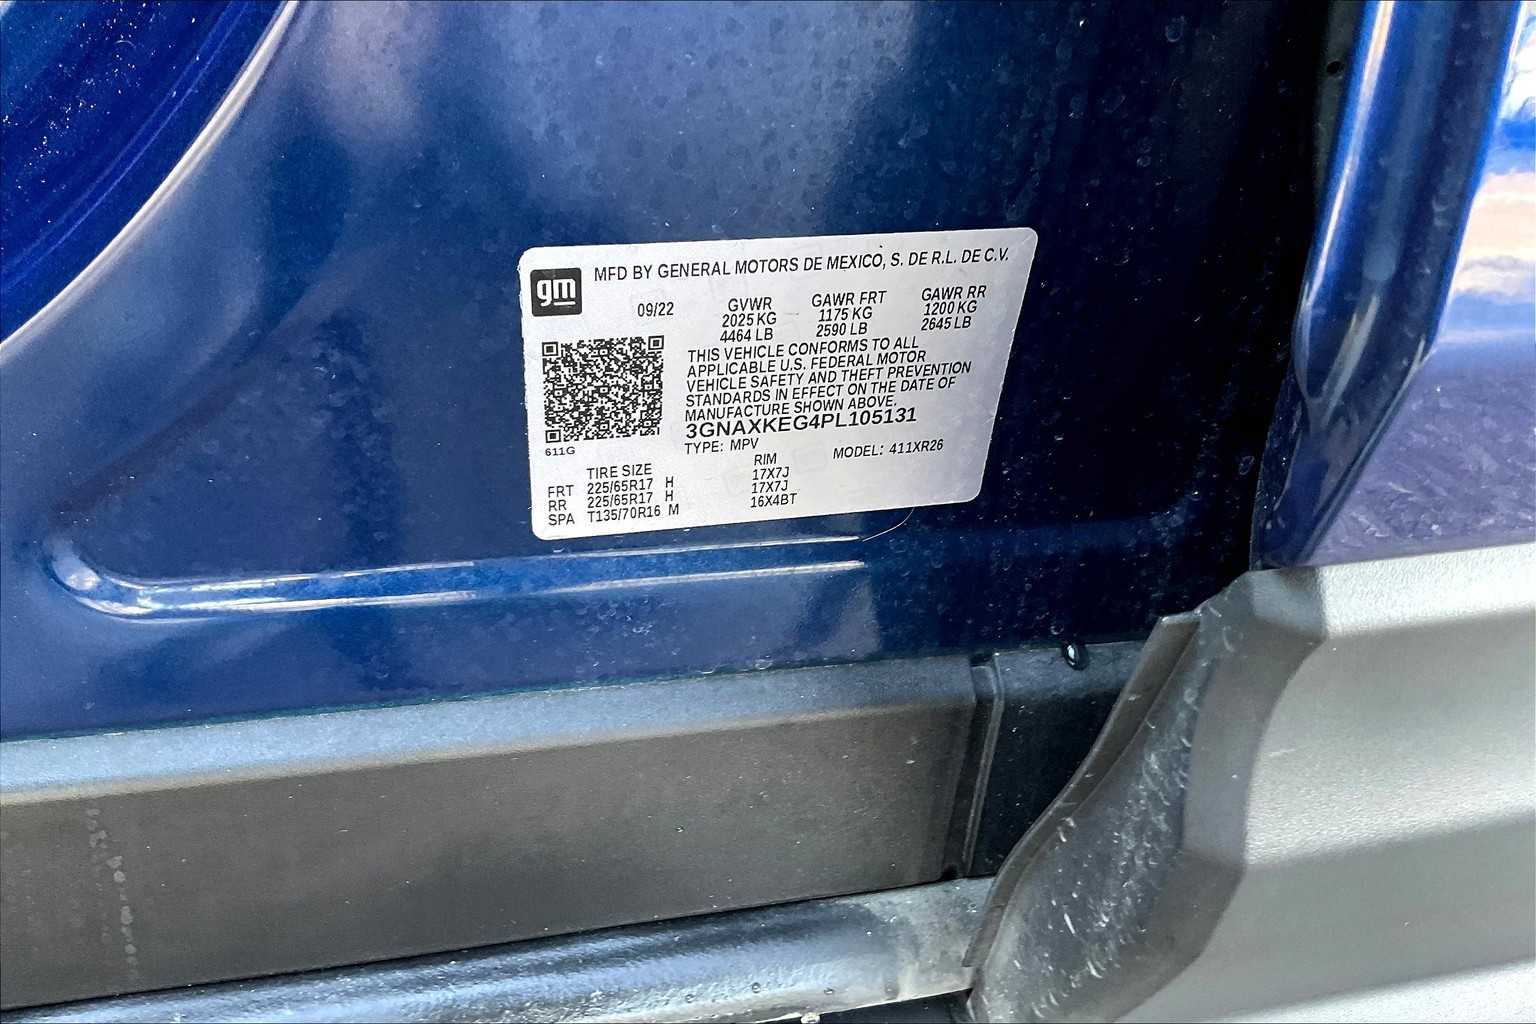 gm
MFD BY GENERAL MOTORS DE MEXICO, S. DE R.L. DE C.V.
09/22
GVWR GAWR FRT GAWR RR
2025 KG 1175 KG 1200 KG
4464 LB 2590 LB 2645 LB
THIS VEHICLE CONFORMS TO ALL
APPLICABLE U.S. FEDERAL MOTOR
VEHICLE SAFETY AND THEFT PREVENTION
STANDARDS IN EFFECT ON THE DATE OF
MANUFACTURE SHOWN ABOVE.
3GNAXKEG4PL105131
TYPE: MPV MODEL: 411XR26
611G
TIRE SIZE RIM
FRT 225/65R17 H 17X7J
RR 225/65R17 H 17X7J
SPA T135/70R16 M 16X4BT